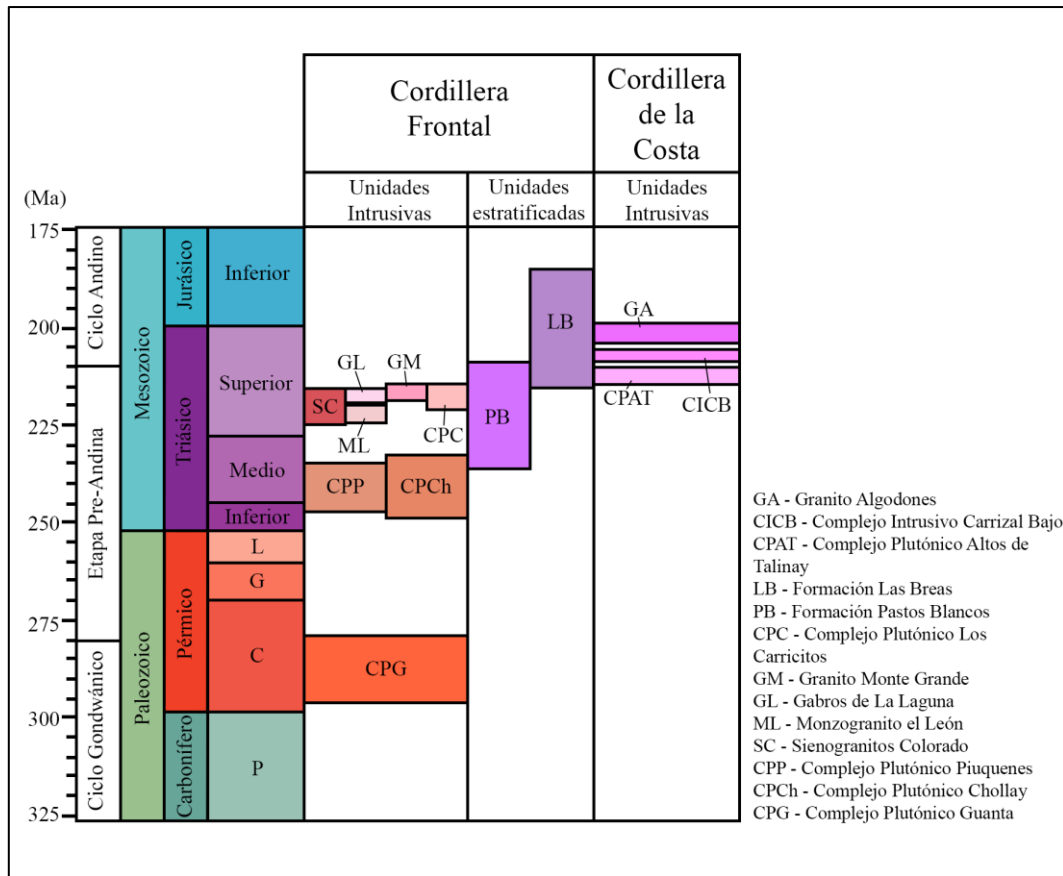 Cordillera
Frontal
Cordillera
de la
Costa
(Ma)
Unidades
Intrusivas
Unidades
estratificadas
Unidades
Intrusivas
175
200
225
250
275
300
325
Ciclo Andino
Etapa Pre-Andina
Ciclo Gondwánico
Mesozoico
Paleozoico
Jurásico
Triásico
Pérmico
Carbonífero
Inferior
Superior
Medio
Inferior
L
G
C
P
GL
GM
SC
ML
CPC
CPP
CPCh
CPG
PB
LB
GA
CPAT
CICB
GA - Granito Algodones
CICB - Complejo Intrusivo Carrizal Bajo
CPAT - Complejo Plutónico Altos de
Talinay
LB - Formación Las Breas
PB - Formación Pastos Blancos
CPC - Complejo Plutónico Los
Carricitos
GM - Granito Monte Grande
GL - Gabros de La Laguna
ML - Monzogranito el León
SC - Sienogranitos Colorado
CPP - Complejo Plutónico Piuquenes
CPCh - Complejo Plutónico Chollay
CPG - Complejo Plutónico Guanta